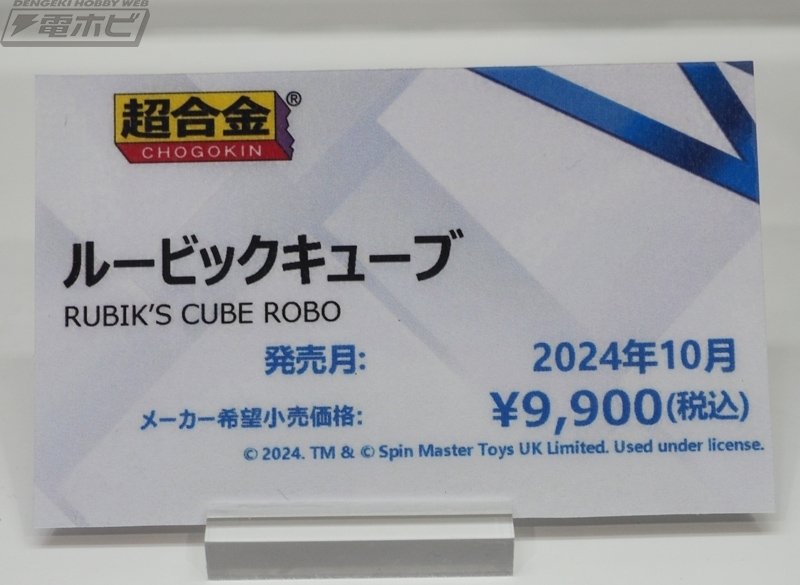 DENGEKI HOBBY WEB
電ホビ
超合金®
CHOGOKIN
ルービックキューブ
RUBIK'S CUBE ROBO
発売月: 2024年10月
メーカー希望小売価格: ¥9,900(税込)
© 2024. TM & © Spin Master Toys UK Limited. Used under license.